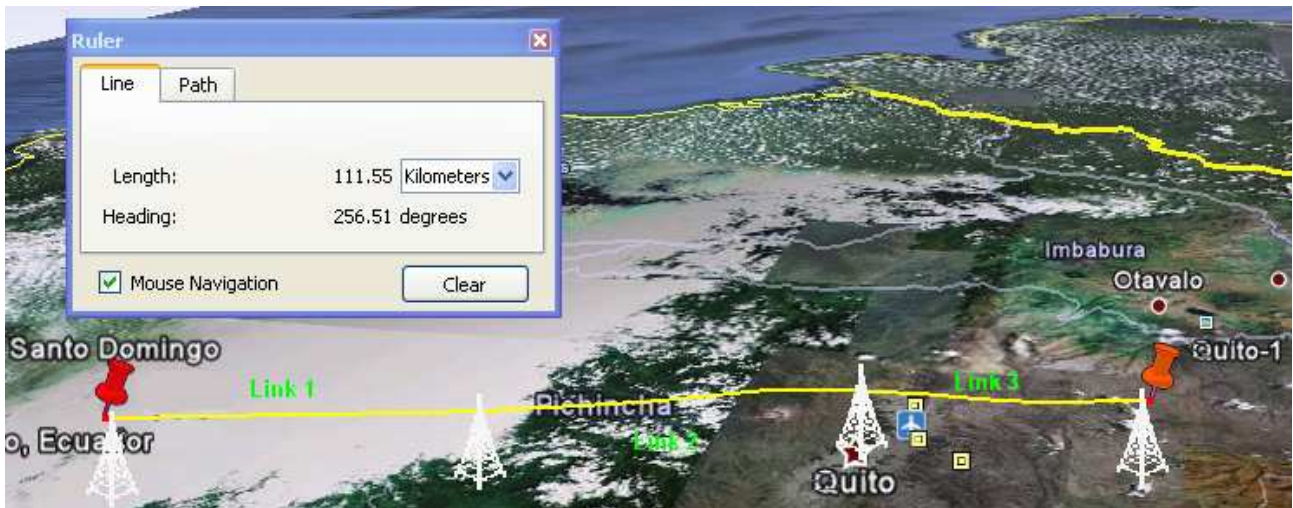 Ruler
Line
Path
Length:
111.55
Kilometers
Heading:
256.51 degrees
Mouse Navigation
Clear
Imbabura
Otavalo
Quito-1
Santo Domingo
Link 1
Link 3
Pichincha
o, Ecuador
Link 2
Quito